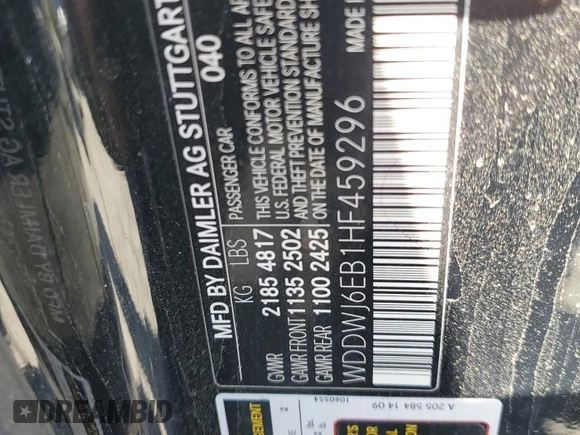 MFD BY DAIMLER AG STUTTGART
040
KG LBS PASSENGER CAR
GVWR 2185 4817 THIS VEHICLE CONFORMS TO ALL
GAWR FRONT 1135 2502 U.S. FEDERAL MOTOR VEHICLE SAFE
GAWR REAR 1100 2425 AND THEFT PREVENTION STANDARD
ON THE DATE OF MANUFACTURE SH
WDDWJ6EB1HF459296
MADE
A 205 584 14 09
1060554
AUTOBIDCAR